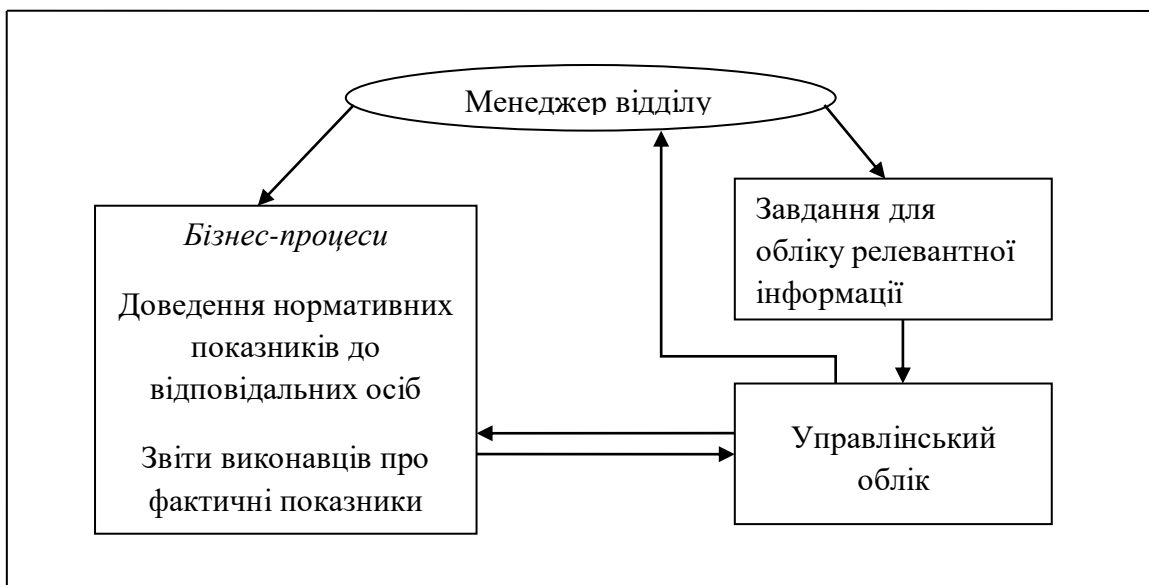 Менеджер відділу
Бізнес-процеси
Доведення нормативних
показників до
відповідальних осіб
Звіти виконавців про
фактичні показники
Завдання для
обліку релевантної
інформації
Управлінський
облік